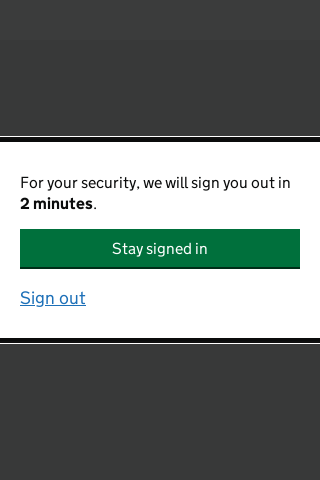 For your security, we will sign you out in
2 minutes.
Stay signed in
Sign out